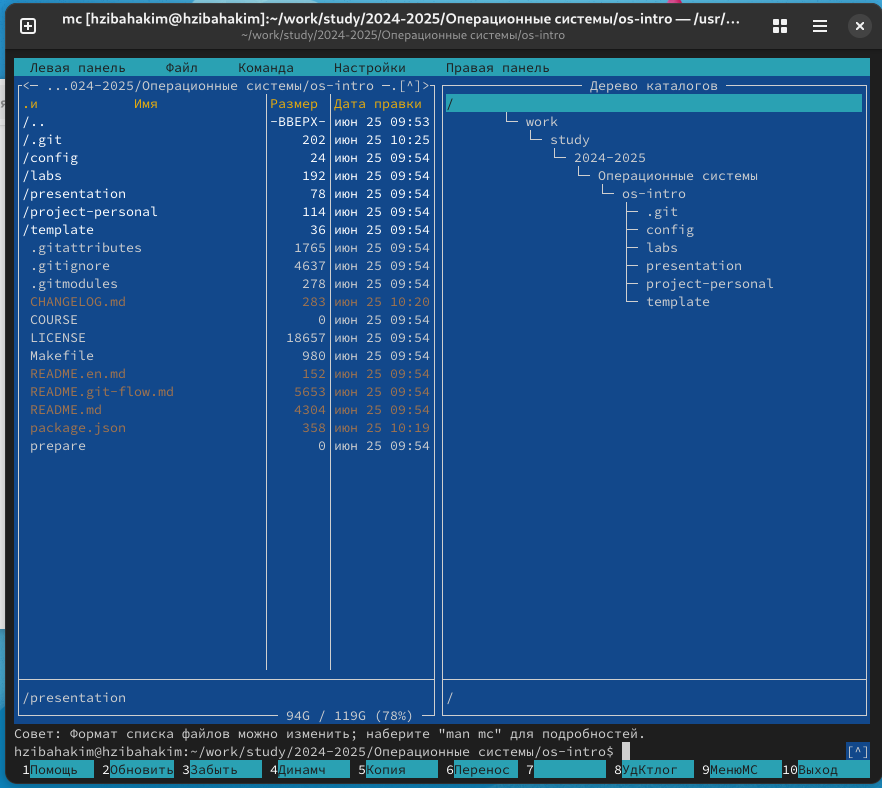 mc [hzibahakim@hzibahakim]:~/work/study/2024-2025/Операционные системы/os-intro — /usr/...
~/work/study/2024-2025/Операционные системы/os-intro
Левая панель Файл Команда Настройки Правая панель
<— ...024-2025/Операционные системы/os-intro —.[^]>
.и Имя Размер Дата правки
/.. -ВВЕРХ- июн 25 09:53
/.git 202 июн 25 10:25
/config 24 июн 25 09:54
/labs 192 июн 25 09:54
/presentation 78 июн 25 09:54
/project-personal 114 июн 25 09:54
/template 36 июн 25 09:54
.gitattributes 1765 июн 25 09:54
.gitignore 4637 июн 25 09:54
.gitmodules 278 июн 25 09:54
CHANGELOG.md 283 июн 25 10:20
COURSE 0 июн 25 09:54
LICENSE 18657 июн 25 09:54
Makefile 980 июн 25 09:54
README.en.md 152 июн 25 09:54
README.git-flow.md 5653 июн 25 09:54
README.md 4304 июн 25 09:54
package.json 358 июн 25 10:19
prepare 0 июн 25 09:54
/presentation
94G / 119G (78%)
Дерево каталогов
/
work
study
2024-2025
Операционные системы
os-intro
.git
config
labs
presentation
project-personal
template
/
Совет: Формат списка файлов можно изменить; наберите "man mc" для подробностей.
hzibahakim@hzibahakim:~/work/study/2024-2025/Операционные системы/os-intro$ [^]
1Помощь 2Обновить 3Забыть 4Динамч 5Копия 6Перенос 7 8УдКтлог 9МенюMC 10Выход